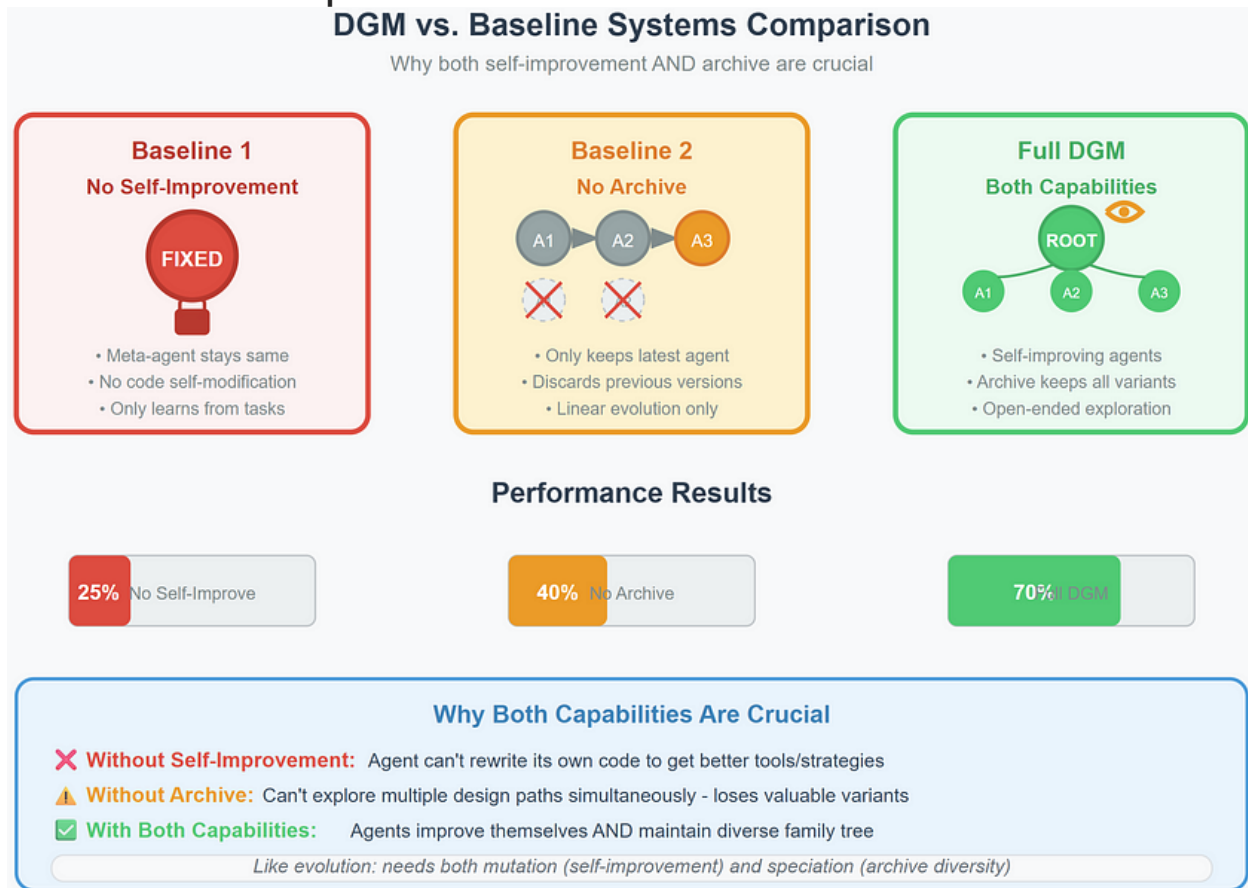 DGM vs. Baseline Systems Comparison
Why both self-improvement AND archive are crucial
Baseline 1
No Self-Improvement
FIXED
• Meta-agent stays same
• No code self-modification
• Only learns from tasks
Baseline 2
No Archive
A1 A2 A3
• Only keeps latest agent
• Discards previous versions
• Linear evolution only
Full DGM
Both Capabilities
ROOT
A1 A2 A3
• Self-improving agents
• Archive keeps all variants
• Open-ended exploration
Performance Results
25% No Self-Improve
40% No Archive
70% Full DGM
Why Both Capabilities Are Crucial
❌ Without Self-Improvement: Agent can't rewrite its own code to get better tools/strategies
⚠️ Without Archive: Can't explore multiple design paths simultaneously - loses valuable variants
✅ With Both Capabilities: Agents improve themselves AND maintain diverse family tree
Like evolution: needs both mutation (self-improvement) and speciation (archive diversity)